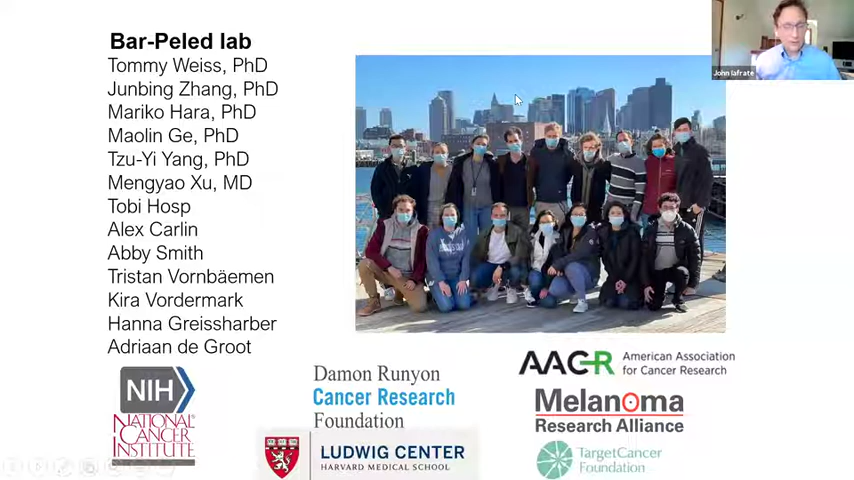 Bar-Peled lab
Tommy Weiss, PhD
Junbing Zhang, PhD
Mariko Hara, PhD
Maolin Ge, PhD
Tzu-Yi Yang, PhD
Mengyao Xu, MD
Tobi Hosp
Alex Carlin
Abby Smith
Tristan Vornbäemen
Kira Vordermark
Hanna Greissharber
Adriaan de Groot
John Iafrate
NIH
NATIONAL
CANCER
INSTITUTE
Damon Runyon
Cancer Research
Foundation
LUDWIG CENTER
HARVARD MEDICAL SCHOOL
AACR American Association
for Cancer Research
Melanoma
Research Alliance
TargetCancer
Foundation